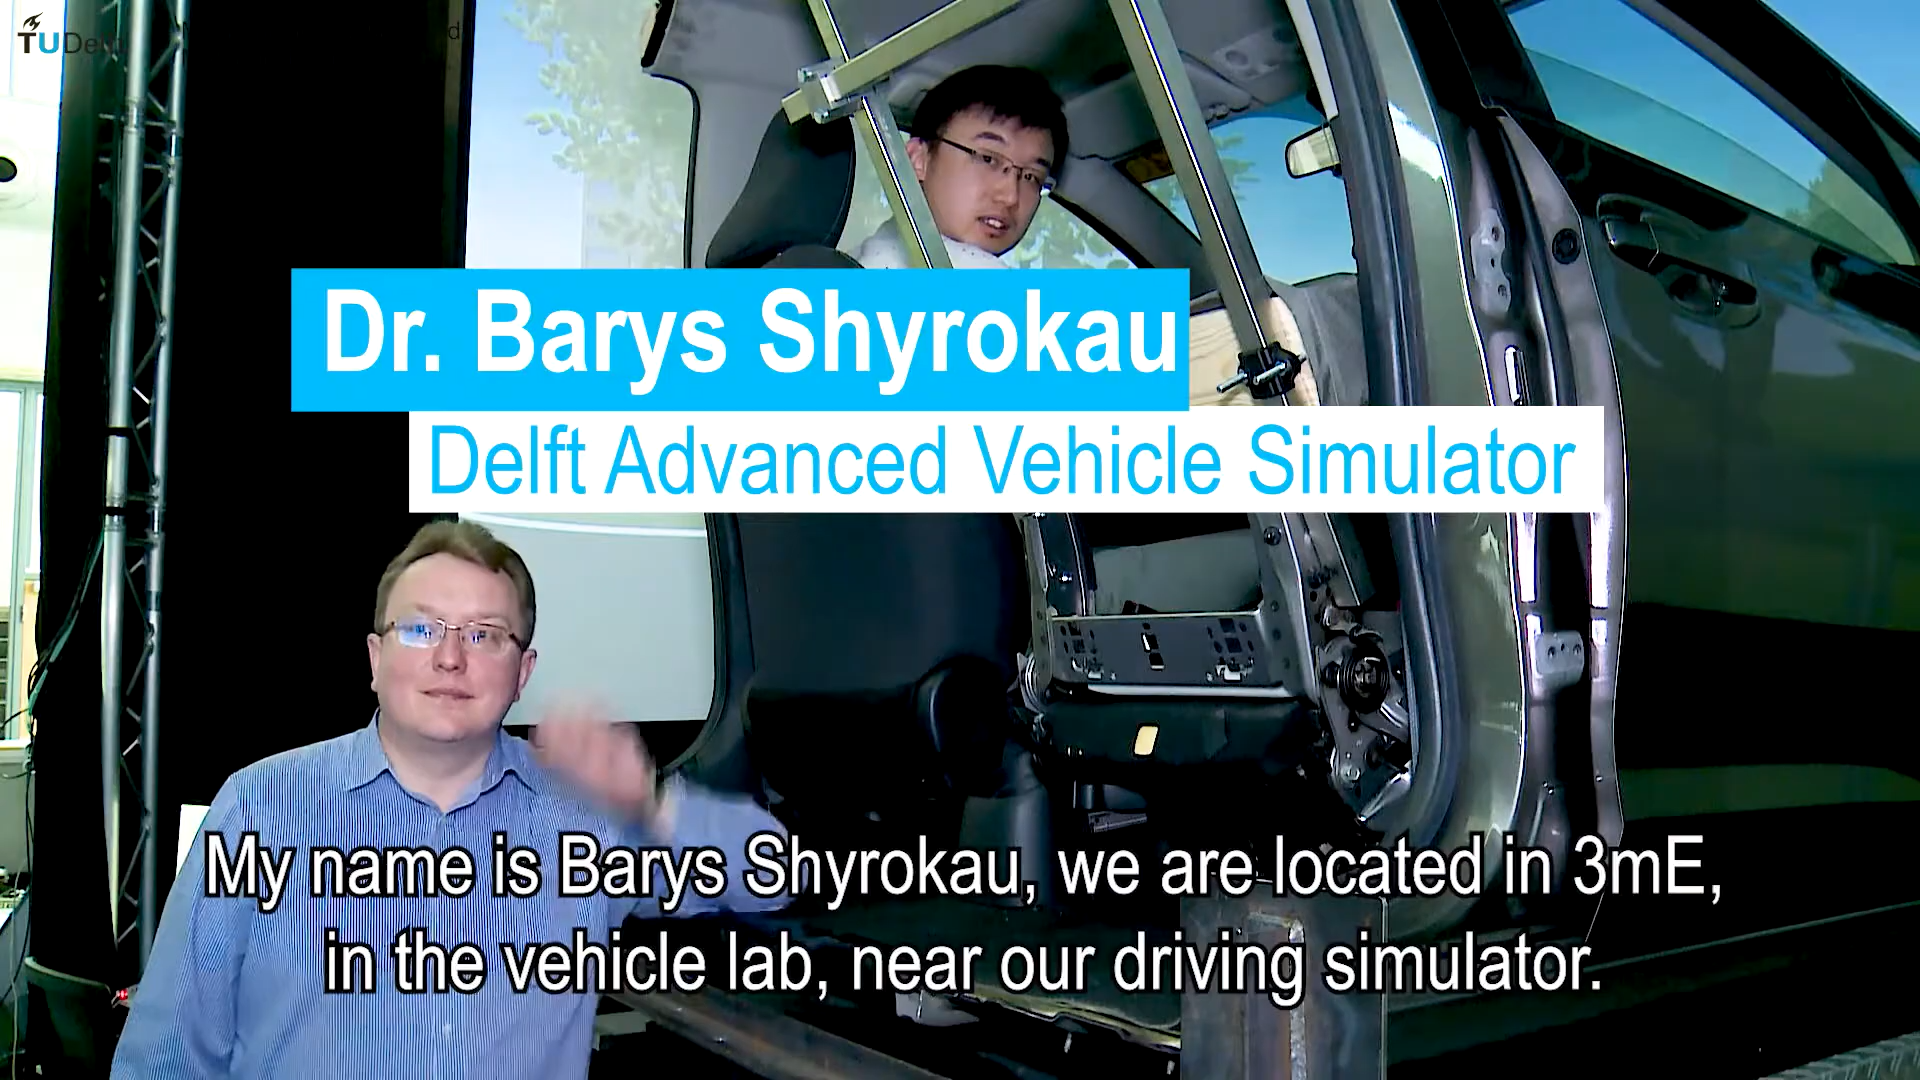 TUDelft
Dr. Barys Shyrokau
Delft Advanced Vehicle Simulator
My name is Barys Shyrokau, we are located in 3mE,
in the vehicle lab, near our driving simulator.